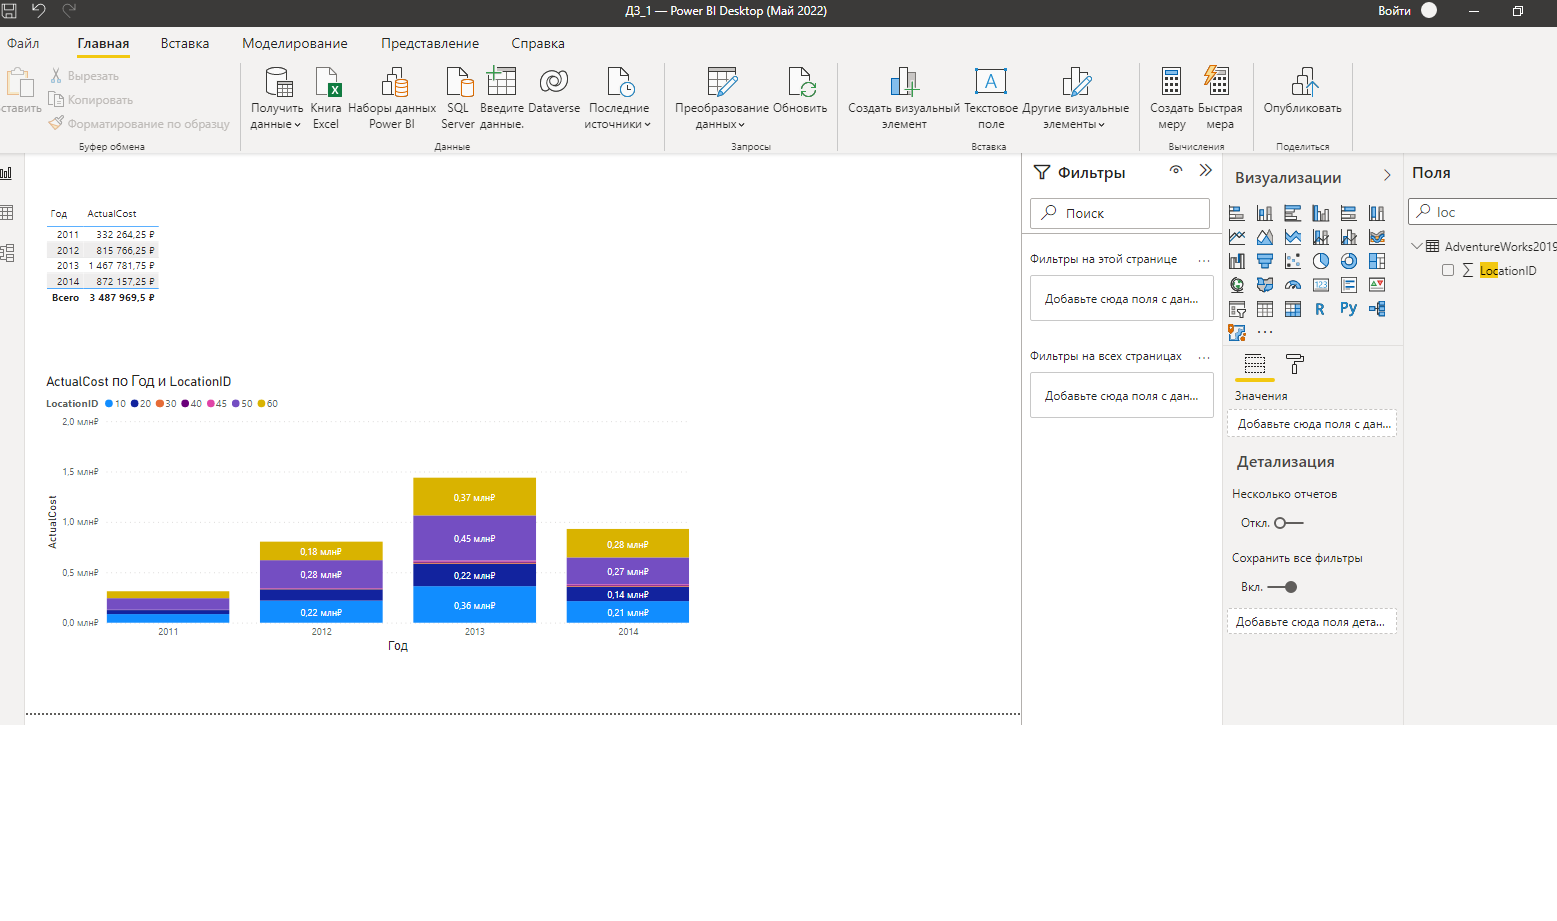 ДЗ_1 — Power BI Desktop (Май 2022)
Войти
Файл Главная Вставка Моделирование Представление Справка
ставить
Вырезать
Копировать
Форматирование по образцу
Буфер обмена
Получить данные
Книга Excel
Наборы данных Power BI
SQL Server
Введите данные.
Dataverse
Последние источники
Данные
Преобразование данных
Обновить
Запросы
Создать визуальный элемент
Текстовое поле
Другие визуальные элементы
Вставка
Создать меру
Быстрая мера
Вычисления
Опубликовать
Поделиться
Год ActualCost
2011 332 264,25 ₽
2012 815 766,25 ₽
2013 1 467 781,75 ₽
2014 872 157,25 ₽
Всего 3 487 969,5 ₽
ActualCost по Год и LocationID
LocationID 10 20 30 40 45 50 60
2,0 млн₽
1,5 млн₽
1,0 млн₽
0,5 млн₽
0,0 млн₽
ActualCost
0,18 млн₽
0,28 млн₽
0,22 млн₽
0,37 млн₽
0,45 млн₽
0,22 млн₽
0,36 млн₽
0,28 млн₽
0,27 млн₽
0,14 млн₽
0,21 млн₽
2011 2012 2013 2014
Год
Фильтры
Поиск
Фильтры на этой странице ...
Добавьте сюда поля с дан...
Фильтры на всех страницах ...
Добавьте сюда поля с дан...
Визуализации
123
R Py
...
Значения
Добавьте сюда поля с дан...
Детализация
Несколько отчетов
Откл.
Сохранить все фильтры
Вкл.
Добавьте сюда поля дета...
Поля
loc
AdventureWorks2019
LocationID